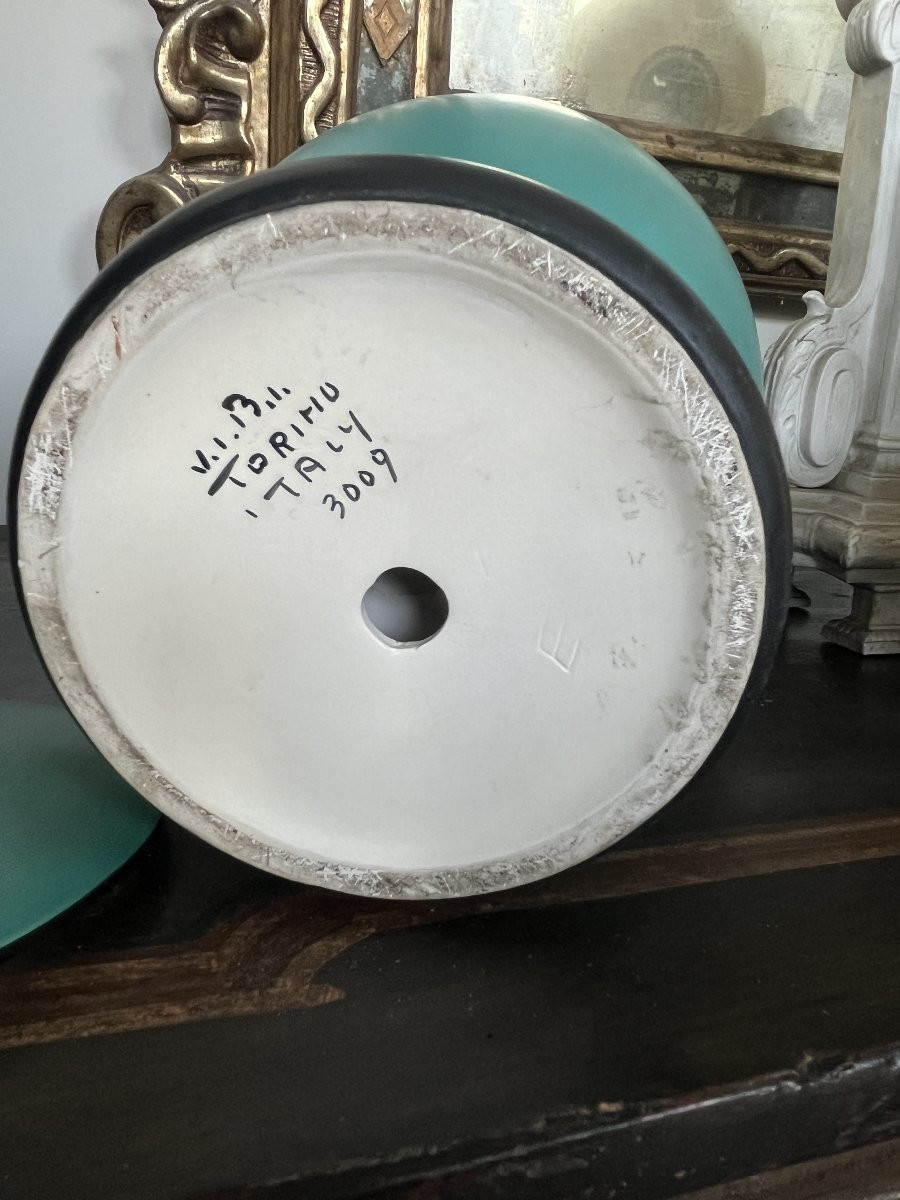 V.I.B.I.
TORINO
ITALY
3009
E